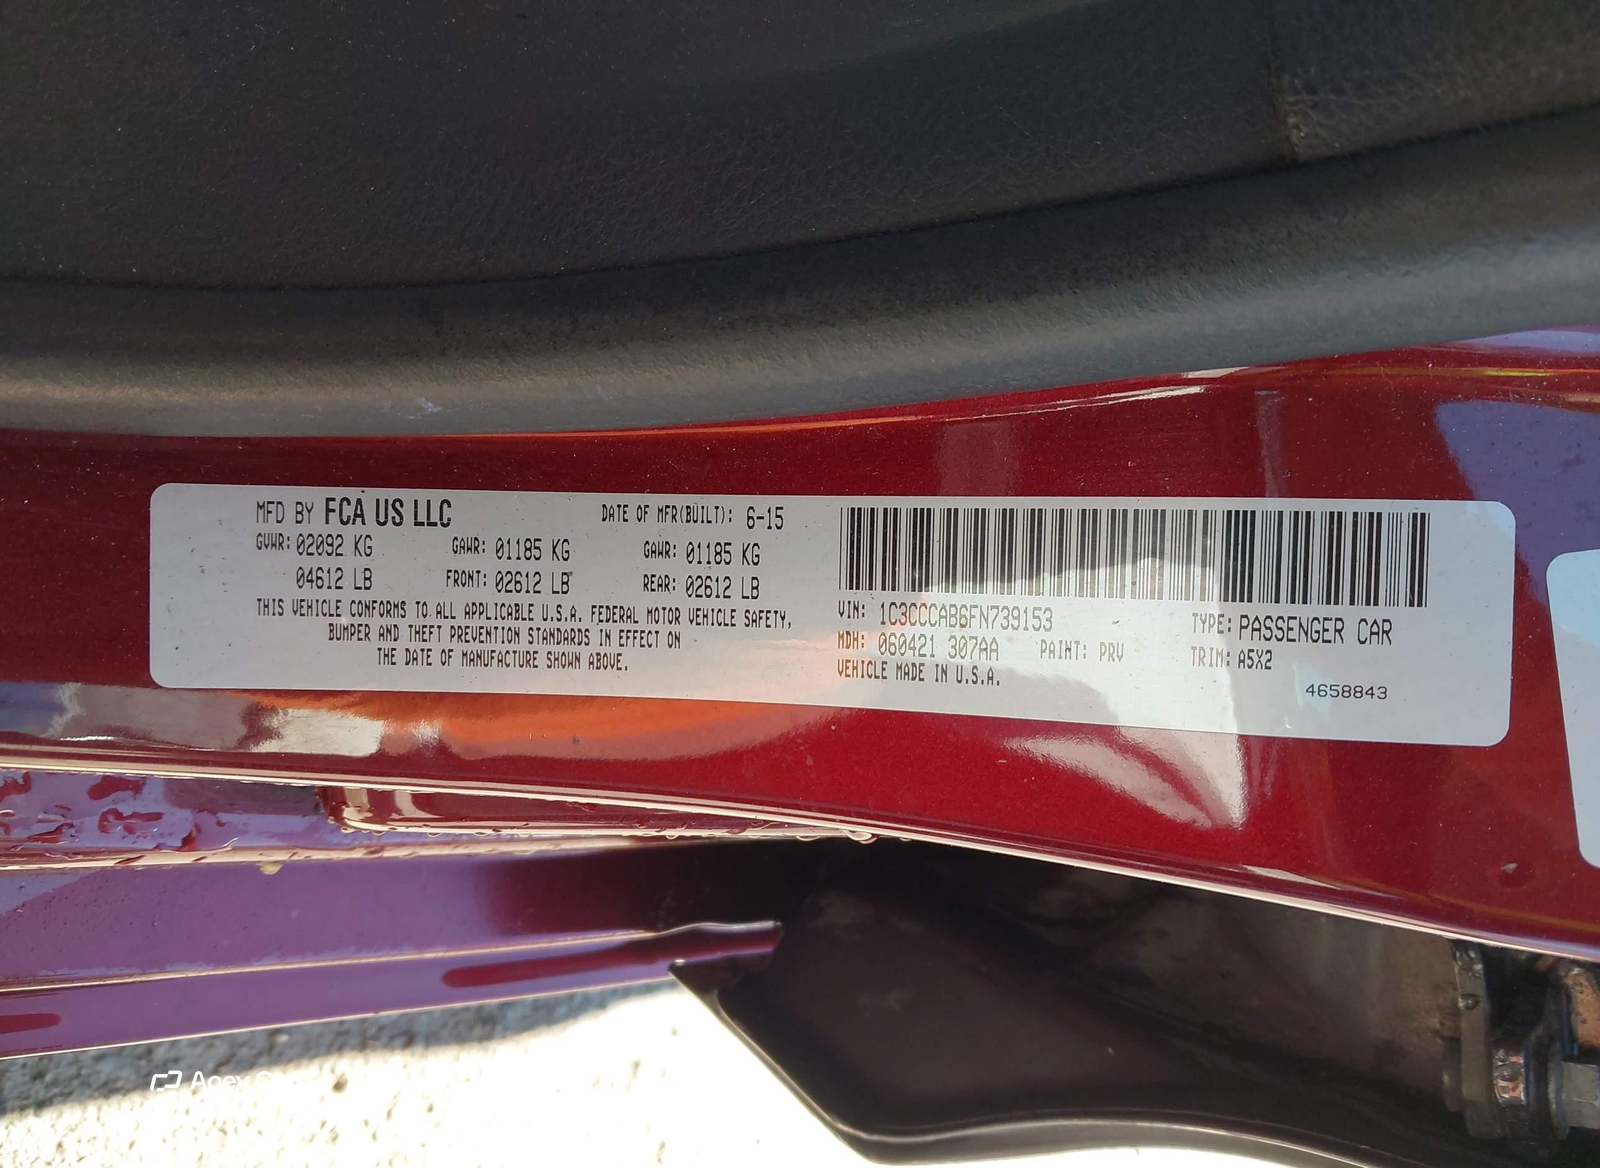 MFD BY FCA US LLC DATE OF MFR(BUILT): 6-15
GVWR: 02092 KG GAWR: 01185 KG GAWR: 01185 KG
04612 LB FRONT: 02612 LB REAR: 02612 LB
THIS VEHICLE CONFORMS TO ALL APPLICABLE U.S.A. FEDERAL MOTOR VEHICLE SAFETY,
BUMPER AND THEFT PREVENTION STANDARDS IN EFFECT ON
THE DATE OF MANUFACTURE SHOWN ABOVE.
VIN: 1C3CCCAB6FN739153 TYPE: PASSENGER CAR
MDH: 060421 307AA PAINT: PRV TRIM: A5X2
VEHICLE MADE IN U.S.A.
4658843